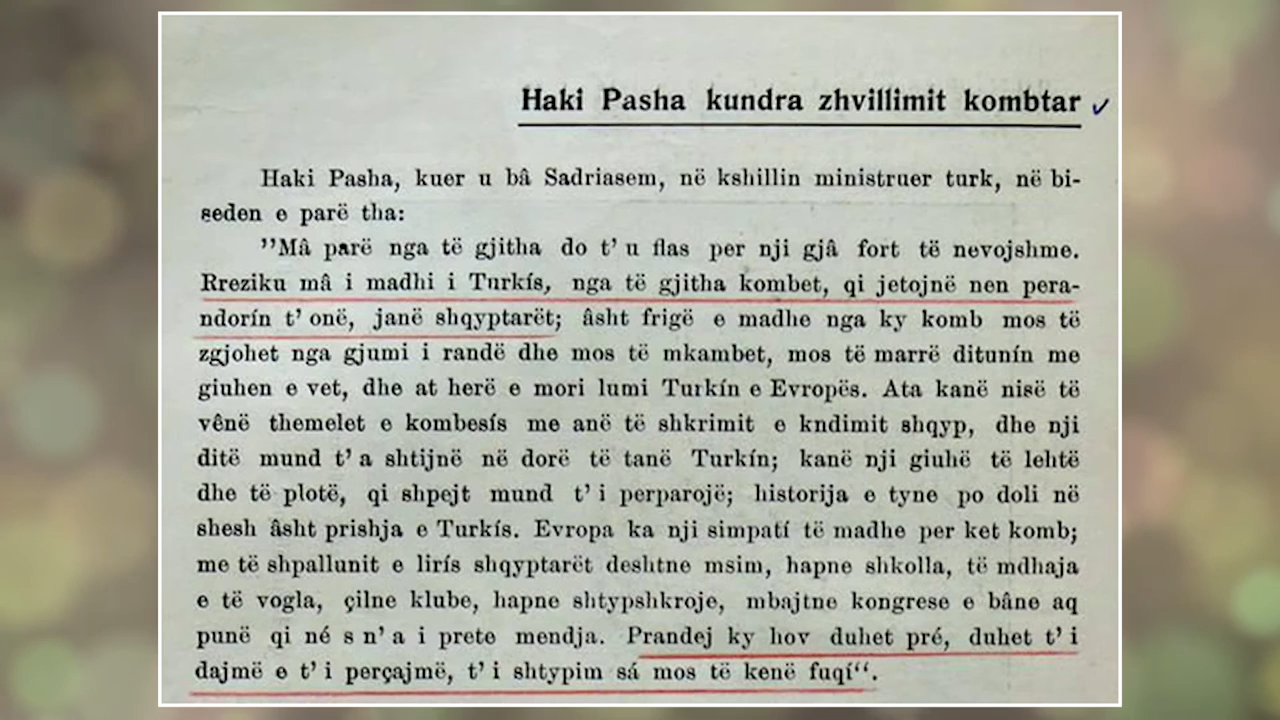 Haki Pasha kundra zhvillimit kombtar
Haki Pasha, kuer u bâ Sadriasem, në kshillin ministruer turk, në bi-
seden e parë tha:
”Mâ parë nga të gjitha do t’ u flas per nji gjâ fort të nevojshme.
Rreziku mâ i madhi i Turkís, nga të gjitha kombet, qi jetojnë nen pera-
ndorín t’ onë, janë shqyptarët; âsht frigë e madhe nga ky komb mos të
zgjohet nga gjumi i randë dhe mos të mkambet, mos të marrë ditunín me
giuhen e vet, dhe at herë e mori lumi Turkín e Evropës. Ata kanë nisë të
vênë themelet e kombesís me anë të shkrimit e kndimit shqyp, dhe nji
ditë mund t’ a shtijnë në dorë të tanë Turkín; kanë nji giuhë të lehtë
dhe të plotë, qi shpejt mund t’ i perparojë; historija e tyne po doli në
shesh âsht prishja e Turkís. Evropa ka nji simpatí të madhe per ket komb;
me të shpallunit e lirís shqyptarët deshtne msim, hapne shkolla, të mdhaja
e të vogla, çilne klube, hapne shtypshkroje, mbajtne kongrese e bâne aq
punë qi né s n’ a i prete mendja. Prandej ky hov duhet pré, duhet t’ i
dajmë e t’ i perçajmë, t’ i shtypim sá mos të kenë fuqí“.